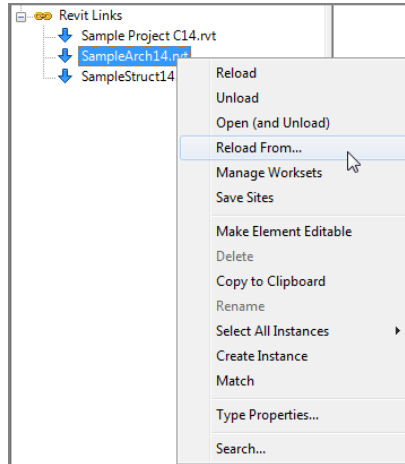 Revit Links
Sample Project C14.rvt
SampleArch14.rvt
SampleStruct14
Reload
Unload
Open (and Unload)
Reload From...
Manage Worksets
Save Sites
Make Element Editable
Delete
Copy to Clipboard
Rename
Select All Instances
Create Instance
Match
Type Properties...
Search...